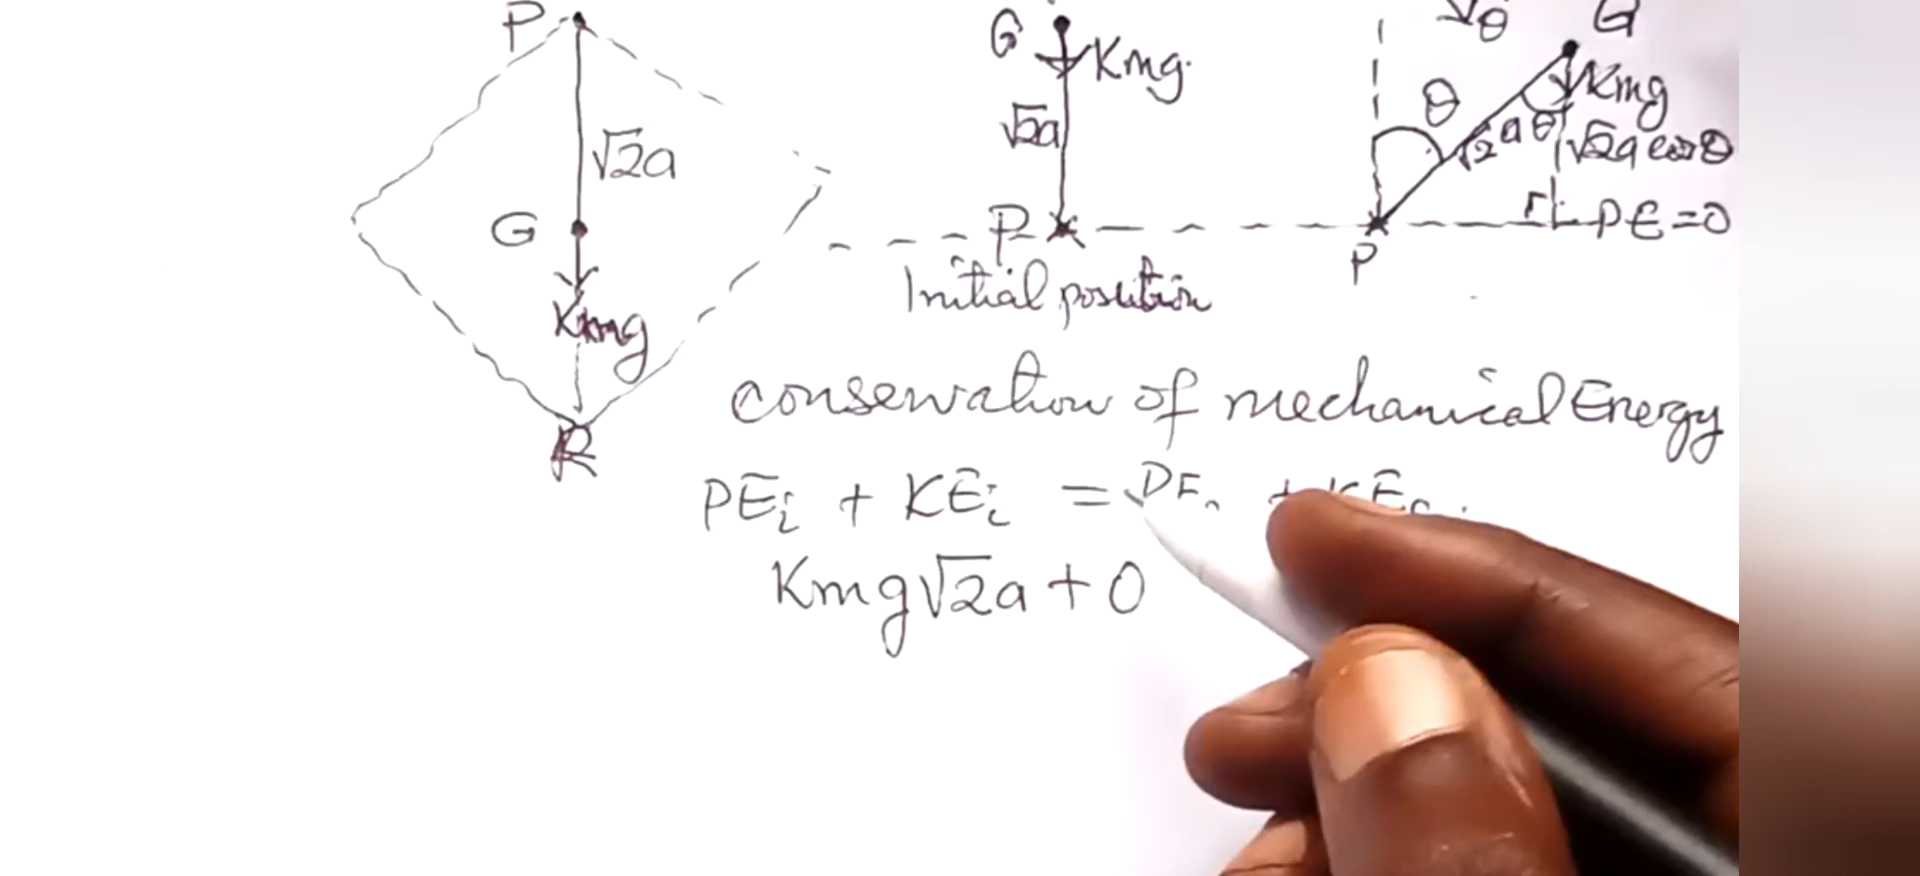 P
√2a
G
Kmg
R
G
Kmg.
√2a
P
Initial position
θ
G
θ
Kmg
√2a θ
√2a cosθ
P
PE=0
conservation of mechanical Energy
PEi + KEi =
Kmg√2a + 0